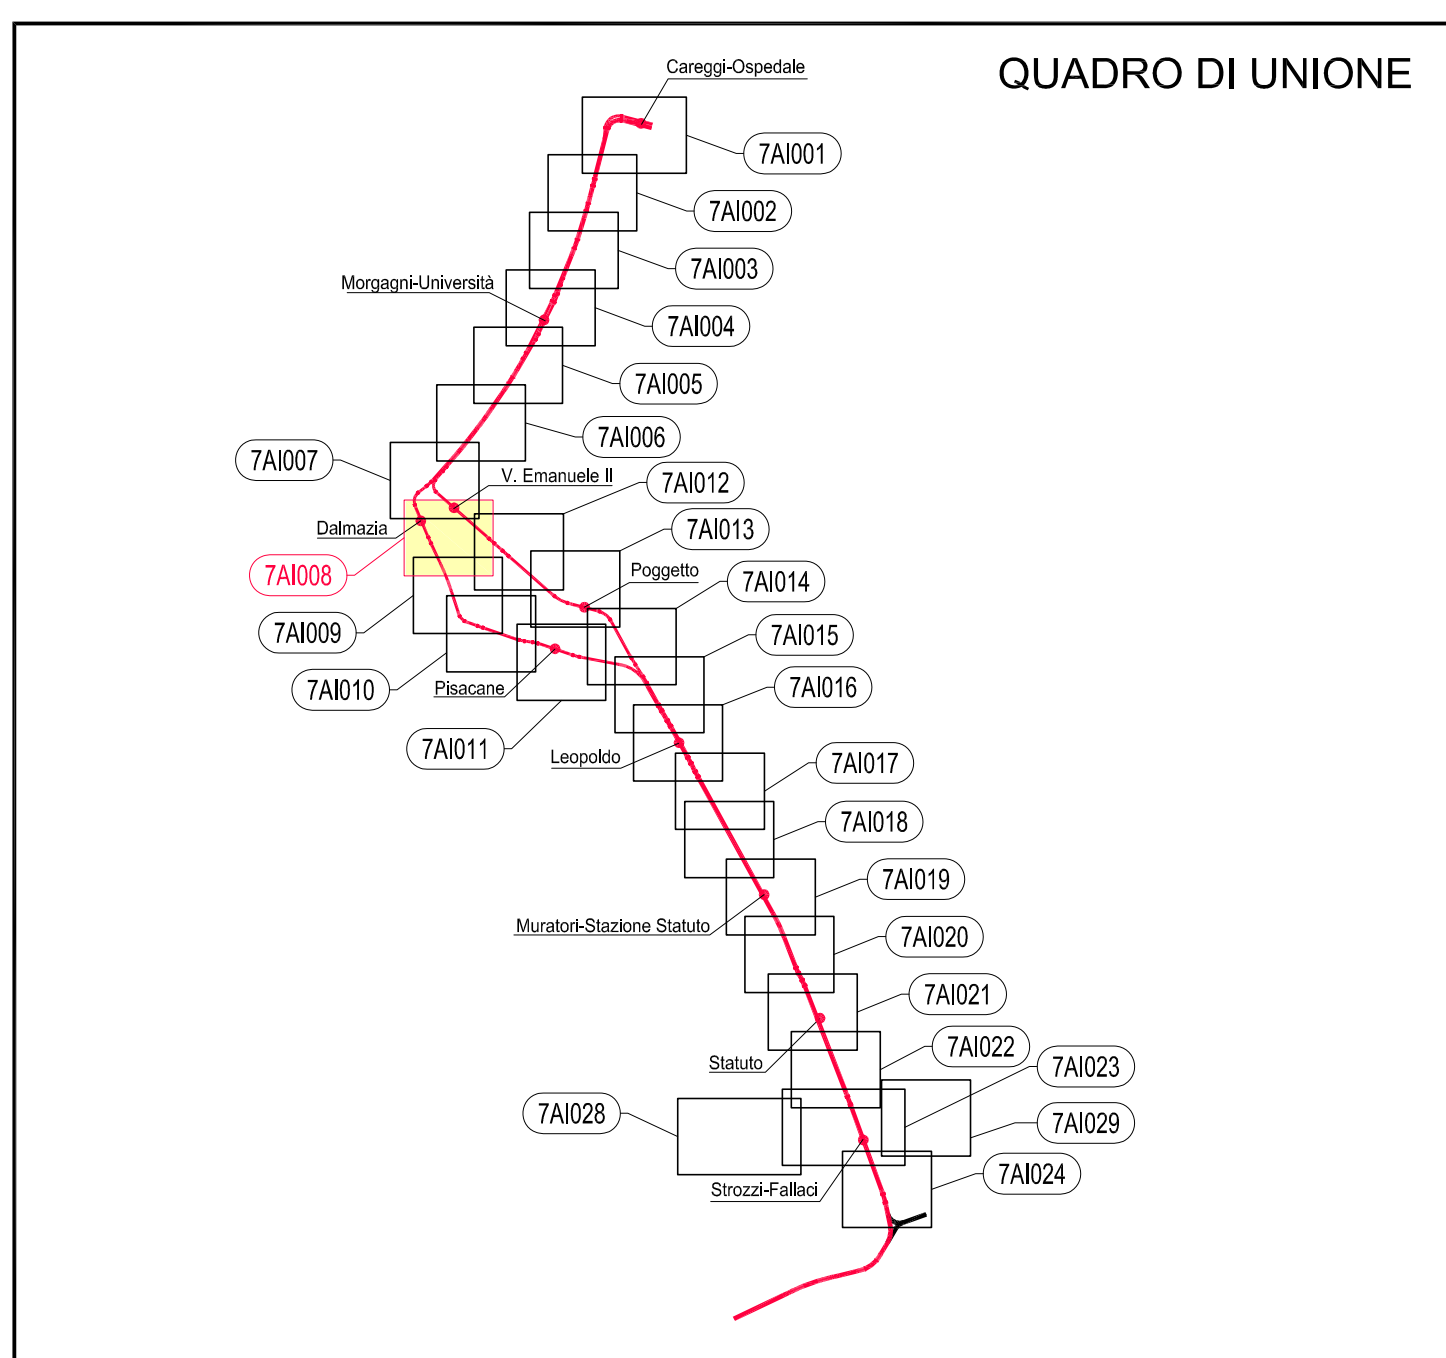 QUADRO DI UNIONE
Careggi-Ospedale
7AI001
7AI002
7AI003
Morgagni-Università
7AI004
7AI005
7AI006
7AI007
V. Emanuele II
7AI012
Dalmazia
7AI013
7AI008
Poggetto
7AI014
7AI009
7AI015
7AI010
Pisacane
7AI016
7AI011
Leopoldo
7AI017
7AI018
7AI019
Muratori-Stazione Statuto
7AI020
7AI021
Statuto
7AI022
7AI023
7AI028
7AI029
Strozzi-Fallaci
7AI024